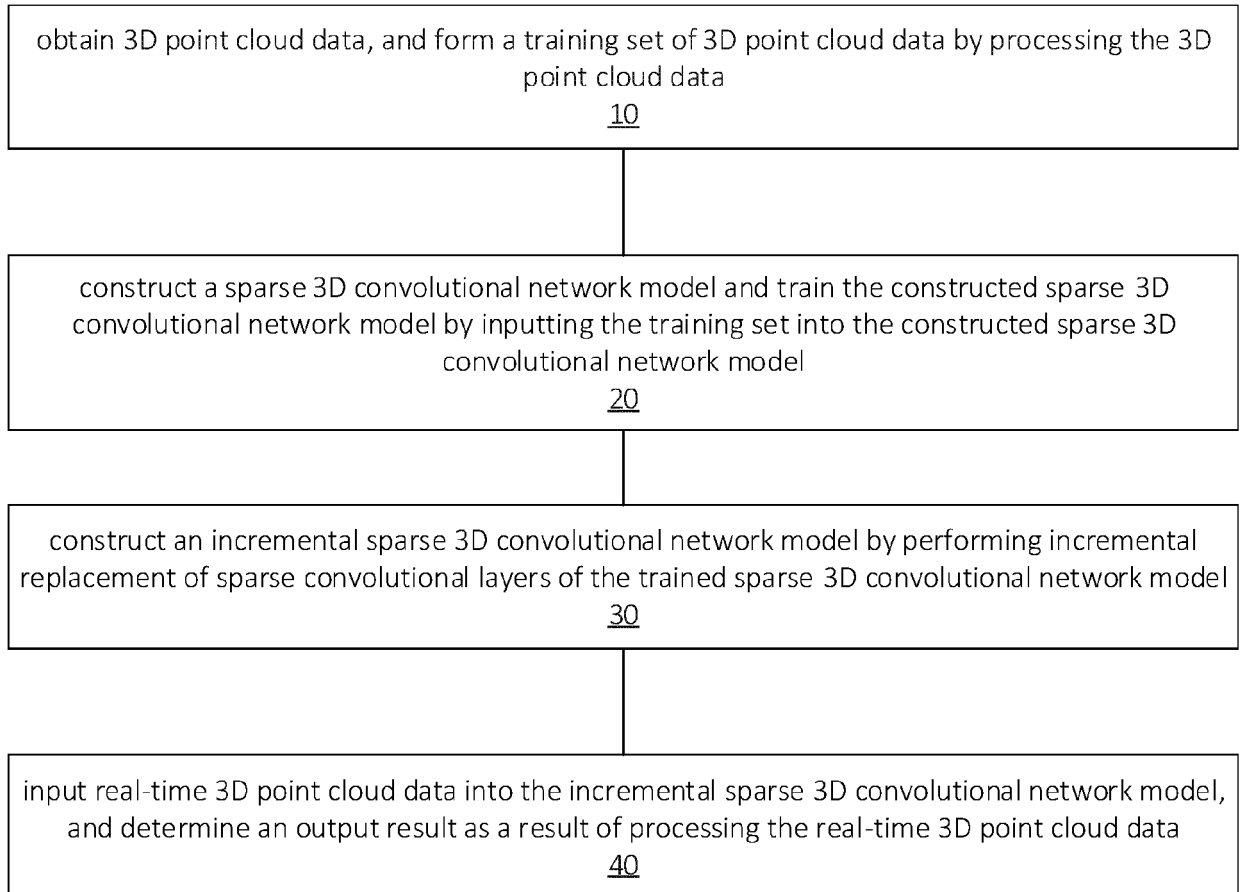 obtain 3D point cloud data, and form a training set of 3D point cloud data by processing the 3D
point cloud data
10
construct a sparse 3D convolutional network model and train the constructed sparse 3D
convolutional network model by inputting the training set into the constructed sparse 3D
convolutional network model
20
construct an incremental sparse 3D convolutional network model by performing incremental
replacement of sparse convolutional layers of the trained sparse 3D convolutional network model
30
input real-time 3D point cloud data into the incremental sparse 3D convolutional network model,
and determine an output result as a result of processing the real-time 3D point cloud data
40